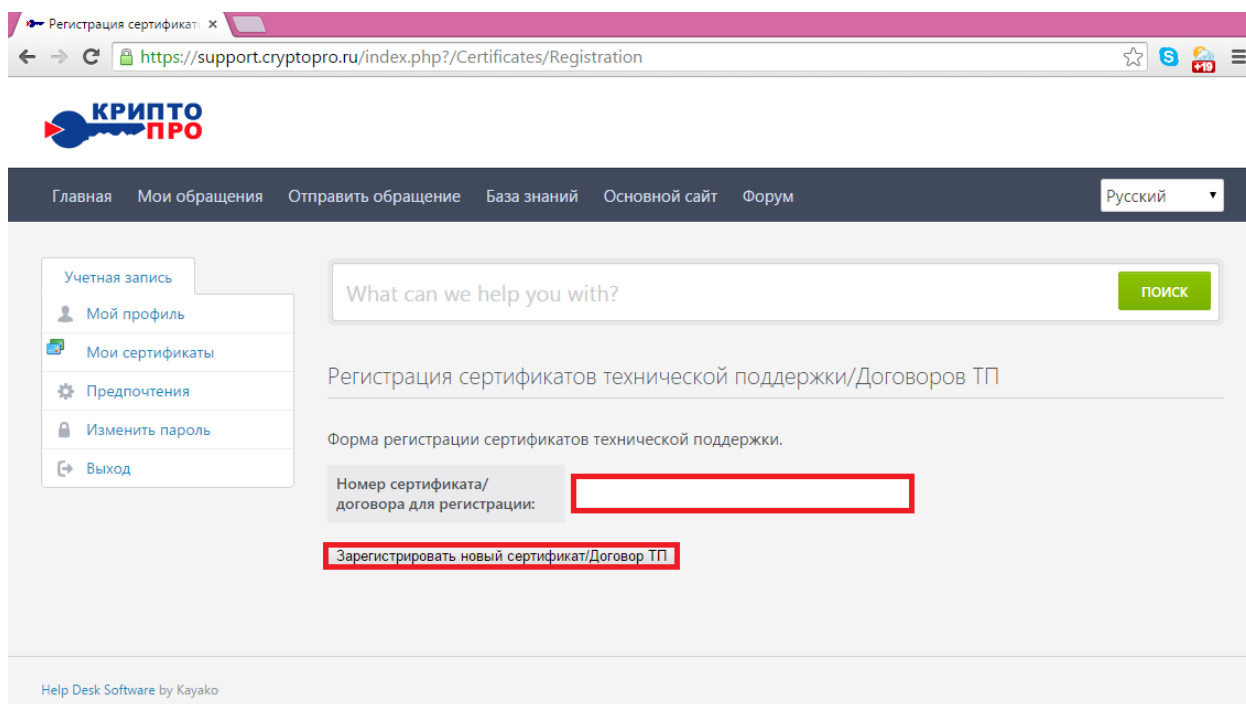 Регистрация сертификат
https://support.cryptopro.ru/index.php?/Certificates/Registration
S
+19
КРИПТО
ПРО
Главная Мои обращения Отправить обращение База знаний Основной сайт Форум Русский
Учетная запись
Мой профиль
Мои сертификаты
Предпочтения
Изменить пароль
Выход
What can we help you with?
ПОИСК
Регистрация сертификатов технической поддержки/Договоров ТП
Форма регистрации сертификатов технической поддержки.
Номер сертификата/
договора для регистрации:
Зарегистрировать новый сертификат/Договор ТП
Help Desk Software by Kayako